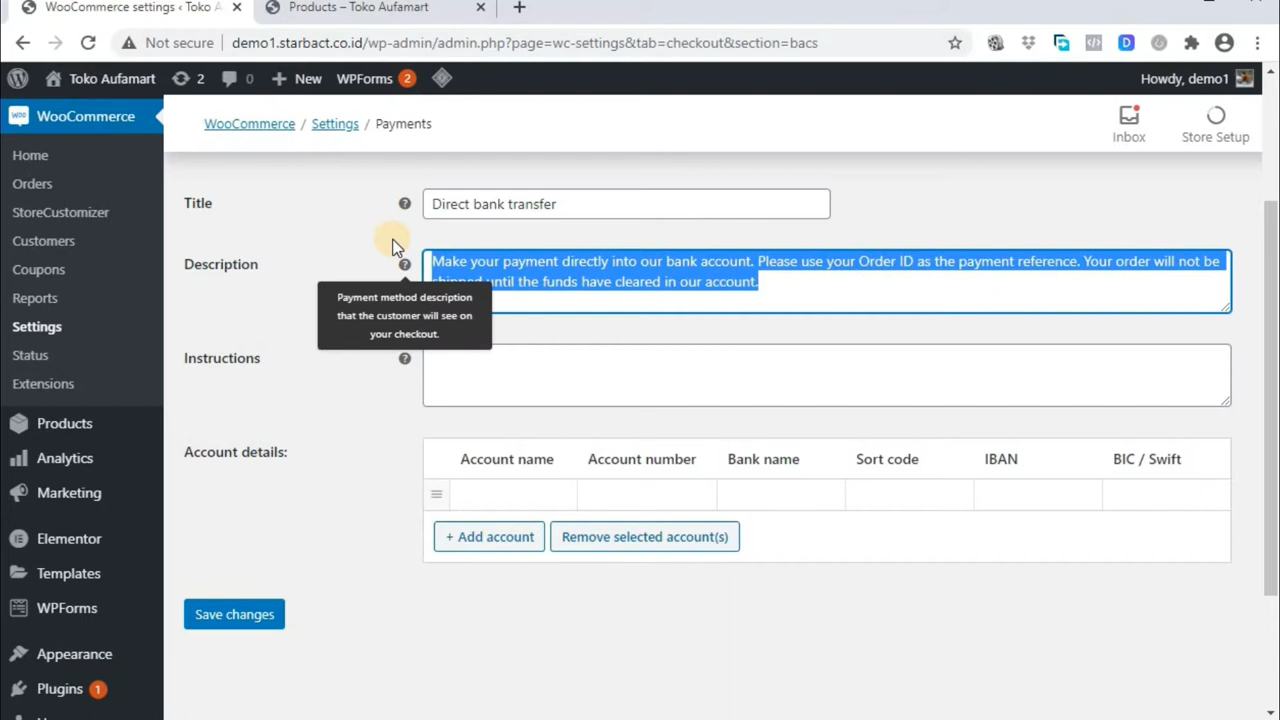 WooCommerce settings ‹ Toko A
Products – Toko Aufamart
Not secure
demo1.starbact.co.id/wp-admin/admin.php?page=wc-settings&tab=checkout&section=bacs
Toko Aufamart
2
0
New
WPForms
2
Howdy, demo1
WooCommerce
WooCommerce / Settings / Payments
Inbox
Store Setup
Home
Orders
StoreCustomizer
Customers
Coupons
Reports
Settings
Status
Extensions
Products
Analytics
Marketing
Elementor
Templates
WPForms
Appearance
Plugins 1
Title
Direct bank transfer
Description
Make your payment directly into our bank account. Please use your Order ID as the payment reference. Your order will not be
shipped until the funds have cleared in our account.
Payment method description
that the customer will see on
your checkout.
Instructions
Account details:
Account name
Account number
Bank name
Sort code
IBAN
BIC / Swift
+ Add account
Remove selected account(s)
Save changes